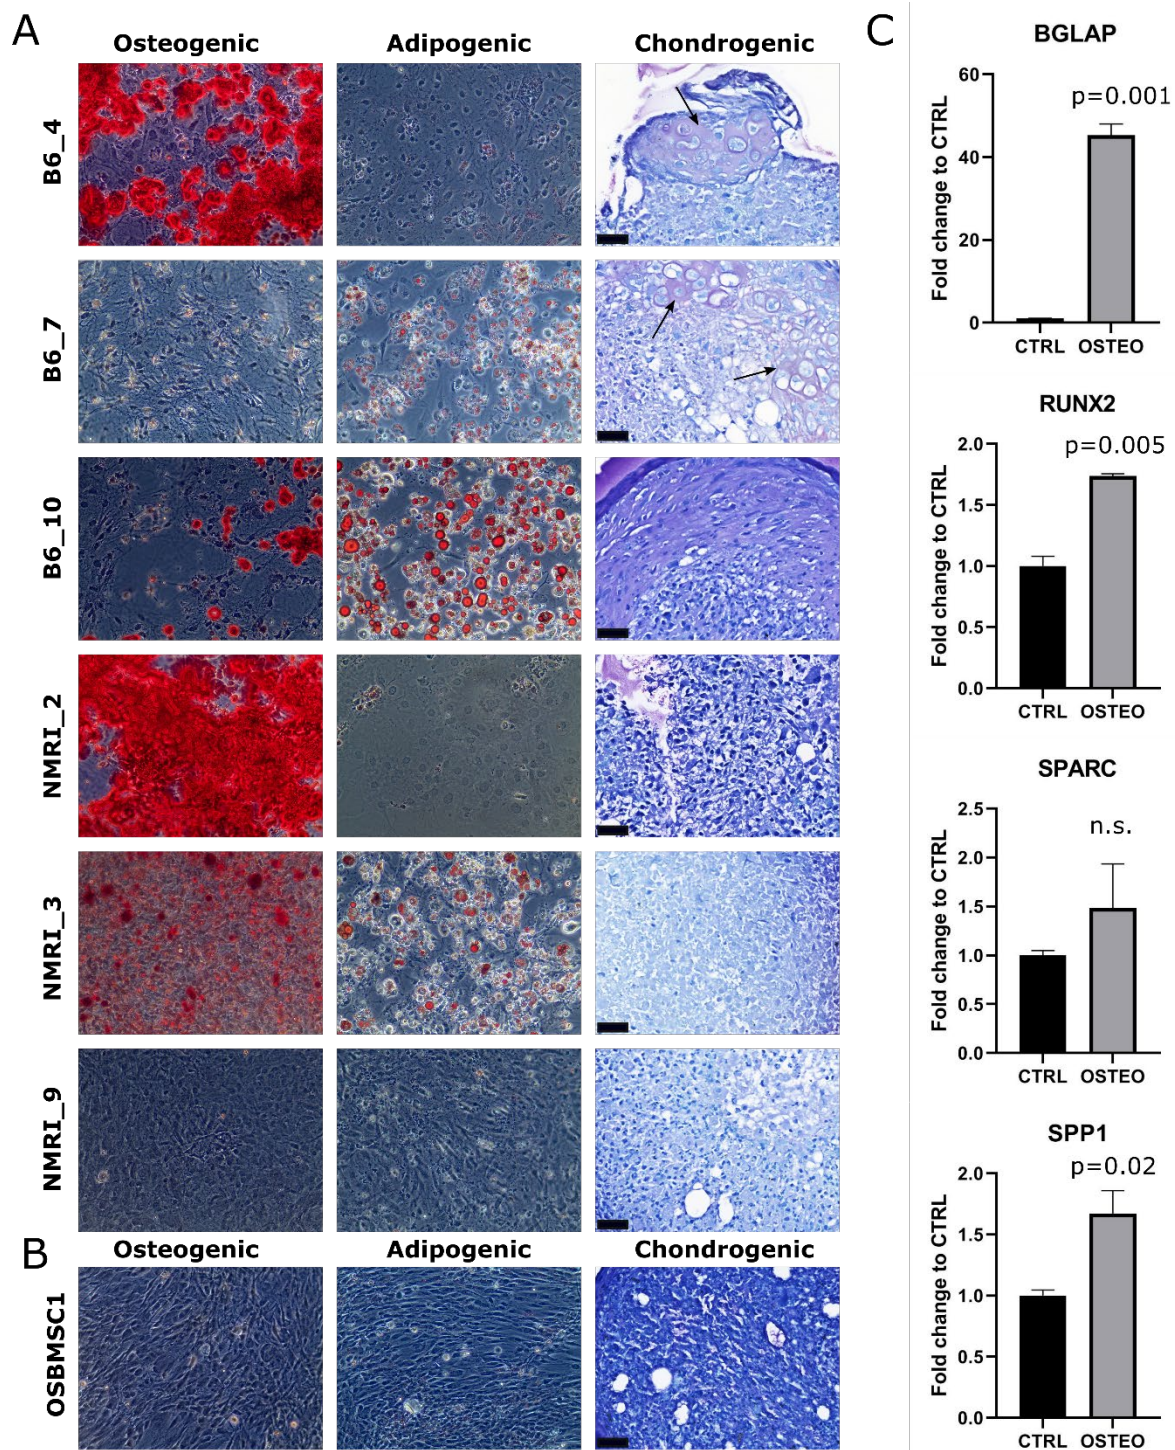 A
Osteogenic
Adipogenic
Chondrogenic
B6_4
B6_7
B6_10
NMRI_2
NMRI_3
NMRI_9
B
Osteogenic
Adipogenic
Chondrogenic
OSBMSC1
C
BGLAP
Fold change to CTRL
60
40
20
0
p=0.001
CTRL
OSTEO
RUNX2
Fold change to CTRL
2.0
1.5
1.0
0.5
0.0
p=0.005
CTRL
OSTEO
SPARC
Fold change to CTRL
2.5
2.0
1.5
1.0
0.5
0.0
n.s.
CTRL
OSTEO
SPP1
Fold change to CTRL
2.0
1.5
1.0
0.5
0.0
p=0.02
CTRL
OSTEO